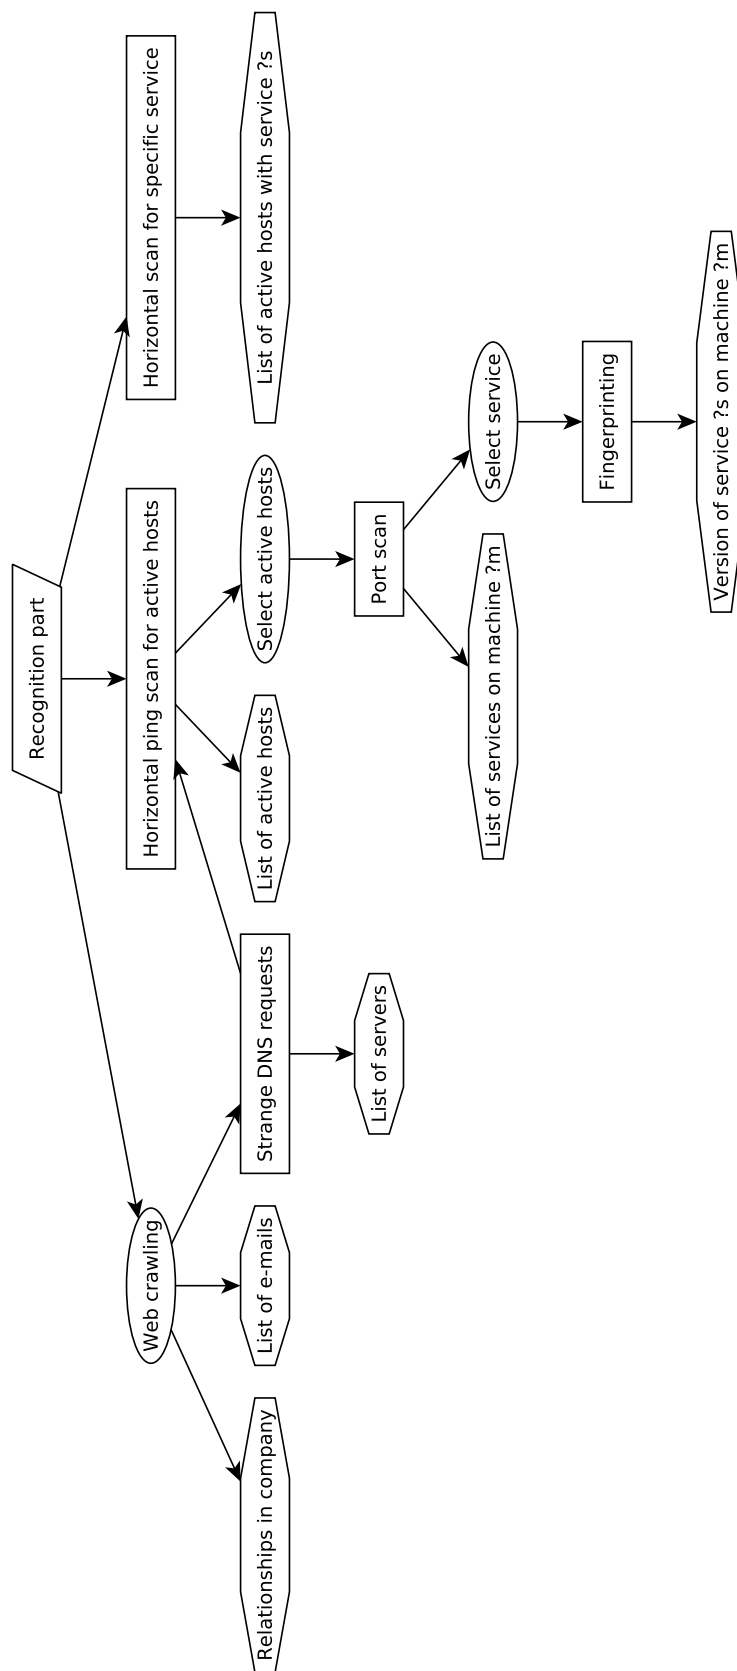 Recognition part
Web crawling
Horizontal ping scan for active hosts
Horizontal scan for specific service
Relationships in company
List of e-mails
Strange DNS requests
List of active hosts
Select active hosts
List of active hosts with service ?s
List of servers
Port scan
List of services on machine ?m
Select service
Fingerprinting
Version of service ?s on machine ?m